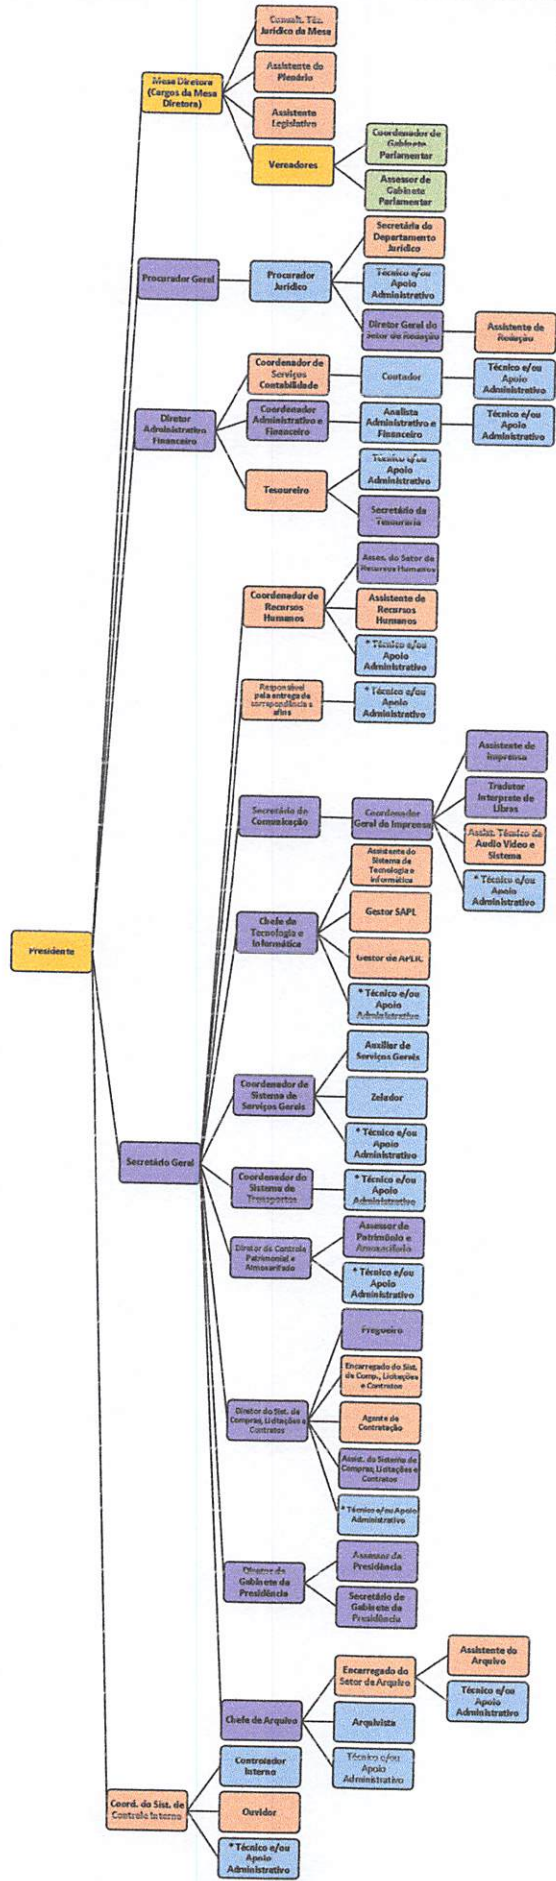 Consult. Téc.
Jurídico da Mesa
Mesa Diretora
(Cargos da Mesa
Diretora)
Assistente do
Plenário
Assistente
Legislativo
Vereadores
Coordenador de
Gabinete
Parlamentar
Assessor de
Gabinete
Parlamentar
Procurador Geral
Procurador
Jurídico
Secretária do
Departamento
Jurídico
Técnico e/ou
Apoio
Administrativo
Diretor Geral do
Setor de Redação
Assistente de
Redação
Diretor
Administrativo
Financeiro
Coordenador de
Serviços
Contabilidade
Contador
Técnico e/ou
Apoio
Administrativo
Coordenador
Administrativo e
Financeiro
Analista
Administrativo e
Financeiro
Técnico e/ou
Apoio
Administrativo
Tesoureiro
Técnico e/ou
Apoio
Administrativo
Secretário da
Tesouraria
Coordenador de
Recursos
Humanos
Asses. do Setor de
Recursos Humanos
Assistente de
Recursos
Humanos
* Técnico e/ou
Apoio
Administrativo
Responsável
pela entrega de
correspondência e
afins
* Técnico e/ou
Apoio
Administrativo
Secretário de
Comunicação
Coordenador
Geral de Imprensa
Assistente de
Imprensa
Tradutor
Interprete de
Libras
Assist. Técnico de
Audio Video e
Sistema
* Técnico e/ou
Apoio
Administrativo
Presidente
Chefe de
Tecnologia e
Informática
Assistente do
Sistema de
Tecnologia e
Informática
Gestor SAPL
Gestor de APLIC
* Técnico e/ou
Apoio
Administrativo
Secretário Geral
Coordenador de
Sistema de
Serviços Gerais
Auxiliar de
Serviços Gerais
Zelador
* Técnico e/ou
Apoio
Administrativo
Coordenador do
Sistema de
Transportes
* Técnico e/ou
Apoio
Administrativo
Diretor de Controle
Patrimonial e
Almoxarifado
Assessor de
Patrimônio e
Almoxarifado
* Técnico e/ou
Apoio
Administrativo
Diretor do Sist. de
Compras, Licitações e
Contratos
Pregoeiro
Encarregado do Sist.
de Comp., Licitações
e Contratos
Agente de
Contratação
Assist. do Sistema de
Compras, Licitações e
Contratos
* Técnico e/ou Apoio
Administrativo
Diretor de
Gabinete da
Presidência
Assessor da
Presidência
Secretário de
Gabinete da
Presidência
Chefe de Arquivo
Encarregado do
Setor de Arquivo
Assistente do
Arquivo
Técnico e/ou
Apoio
Administrativo
Arquivista
Técnico e/ou
Apoio
Administrativo
Coord. do Sist. de
Controle Interno
Controlador
Interno
Ouvidor
* Técnico e/ou
Apoio
Administrativo